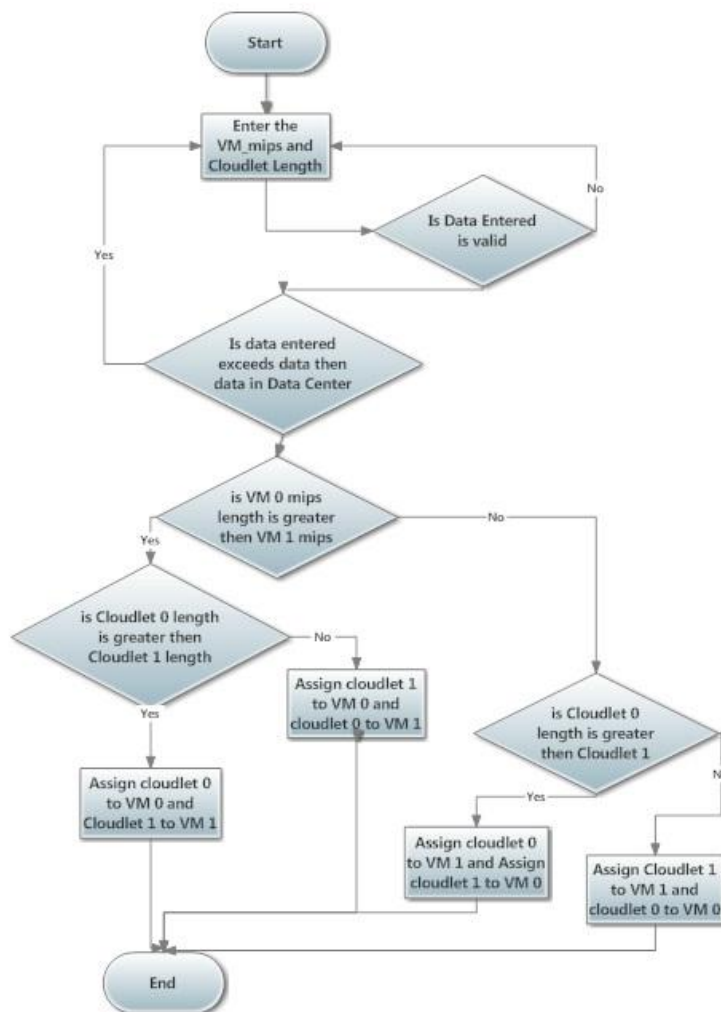 Start
Enter the
VM_mips and
Cloudlet Length
No
Is Data Entered
is valid
Yes
Is data entered
exceeds data then
data in Data Center
is VM 0 mips
length is greater
then VM 1 mips
No
Yes
is Cloudlet 0 length
is greater then
Cloudlet 1 length
No
Assign cloudlet 1
to VM 0 and
cloudlet 0 to VM 1
is Cloudlet 0
length is greater
then Cloudlet 1
Yes
Assign cloudlet 0
to VM 0 and
Cloudlet 1 to VM 1
Yes
Assign cloudlet 0
to VM 1 and Assign
cloudlet 1 to VM 0
Assign Cloudlet 1
to VM 1 and
cloudlet 0 to VM 0
End